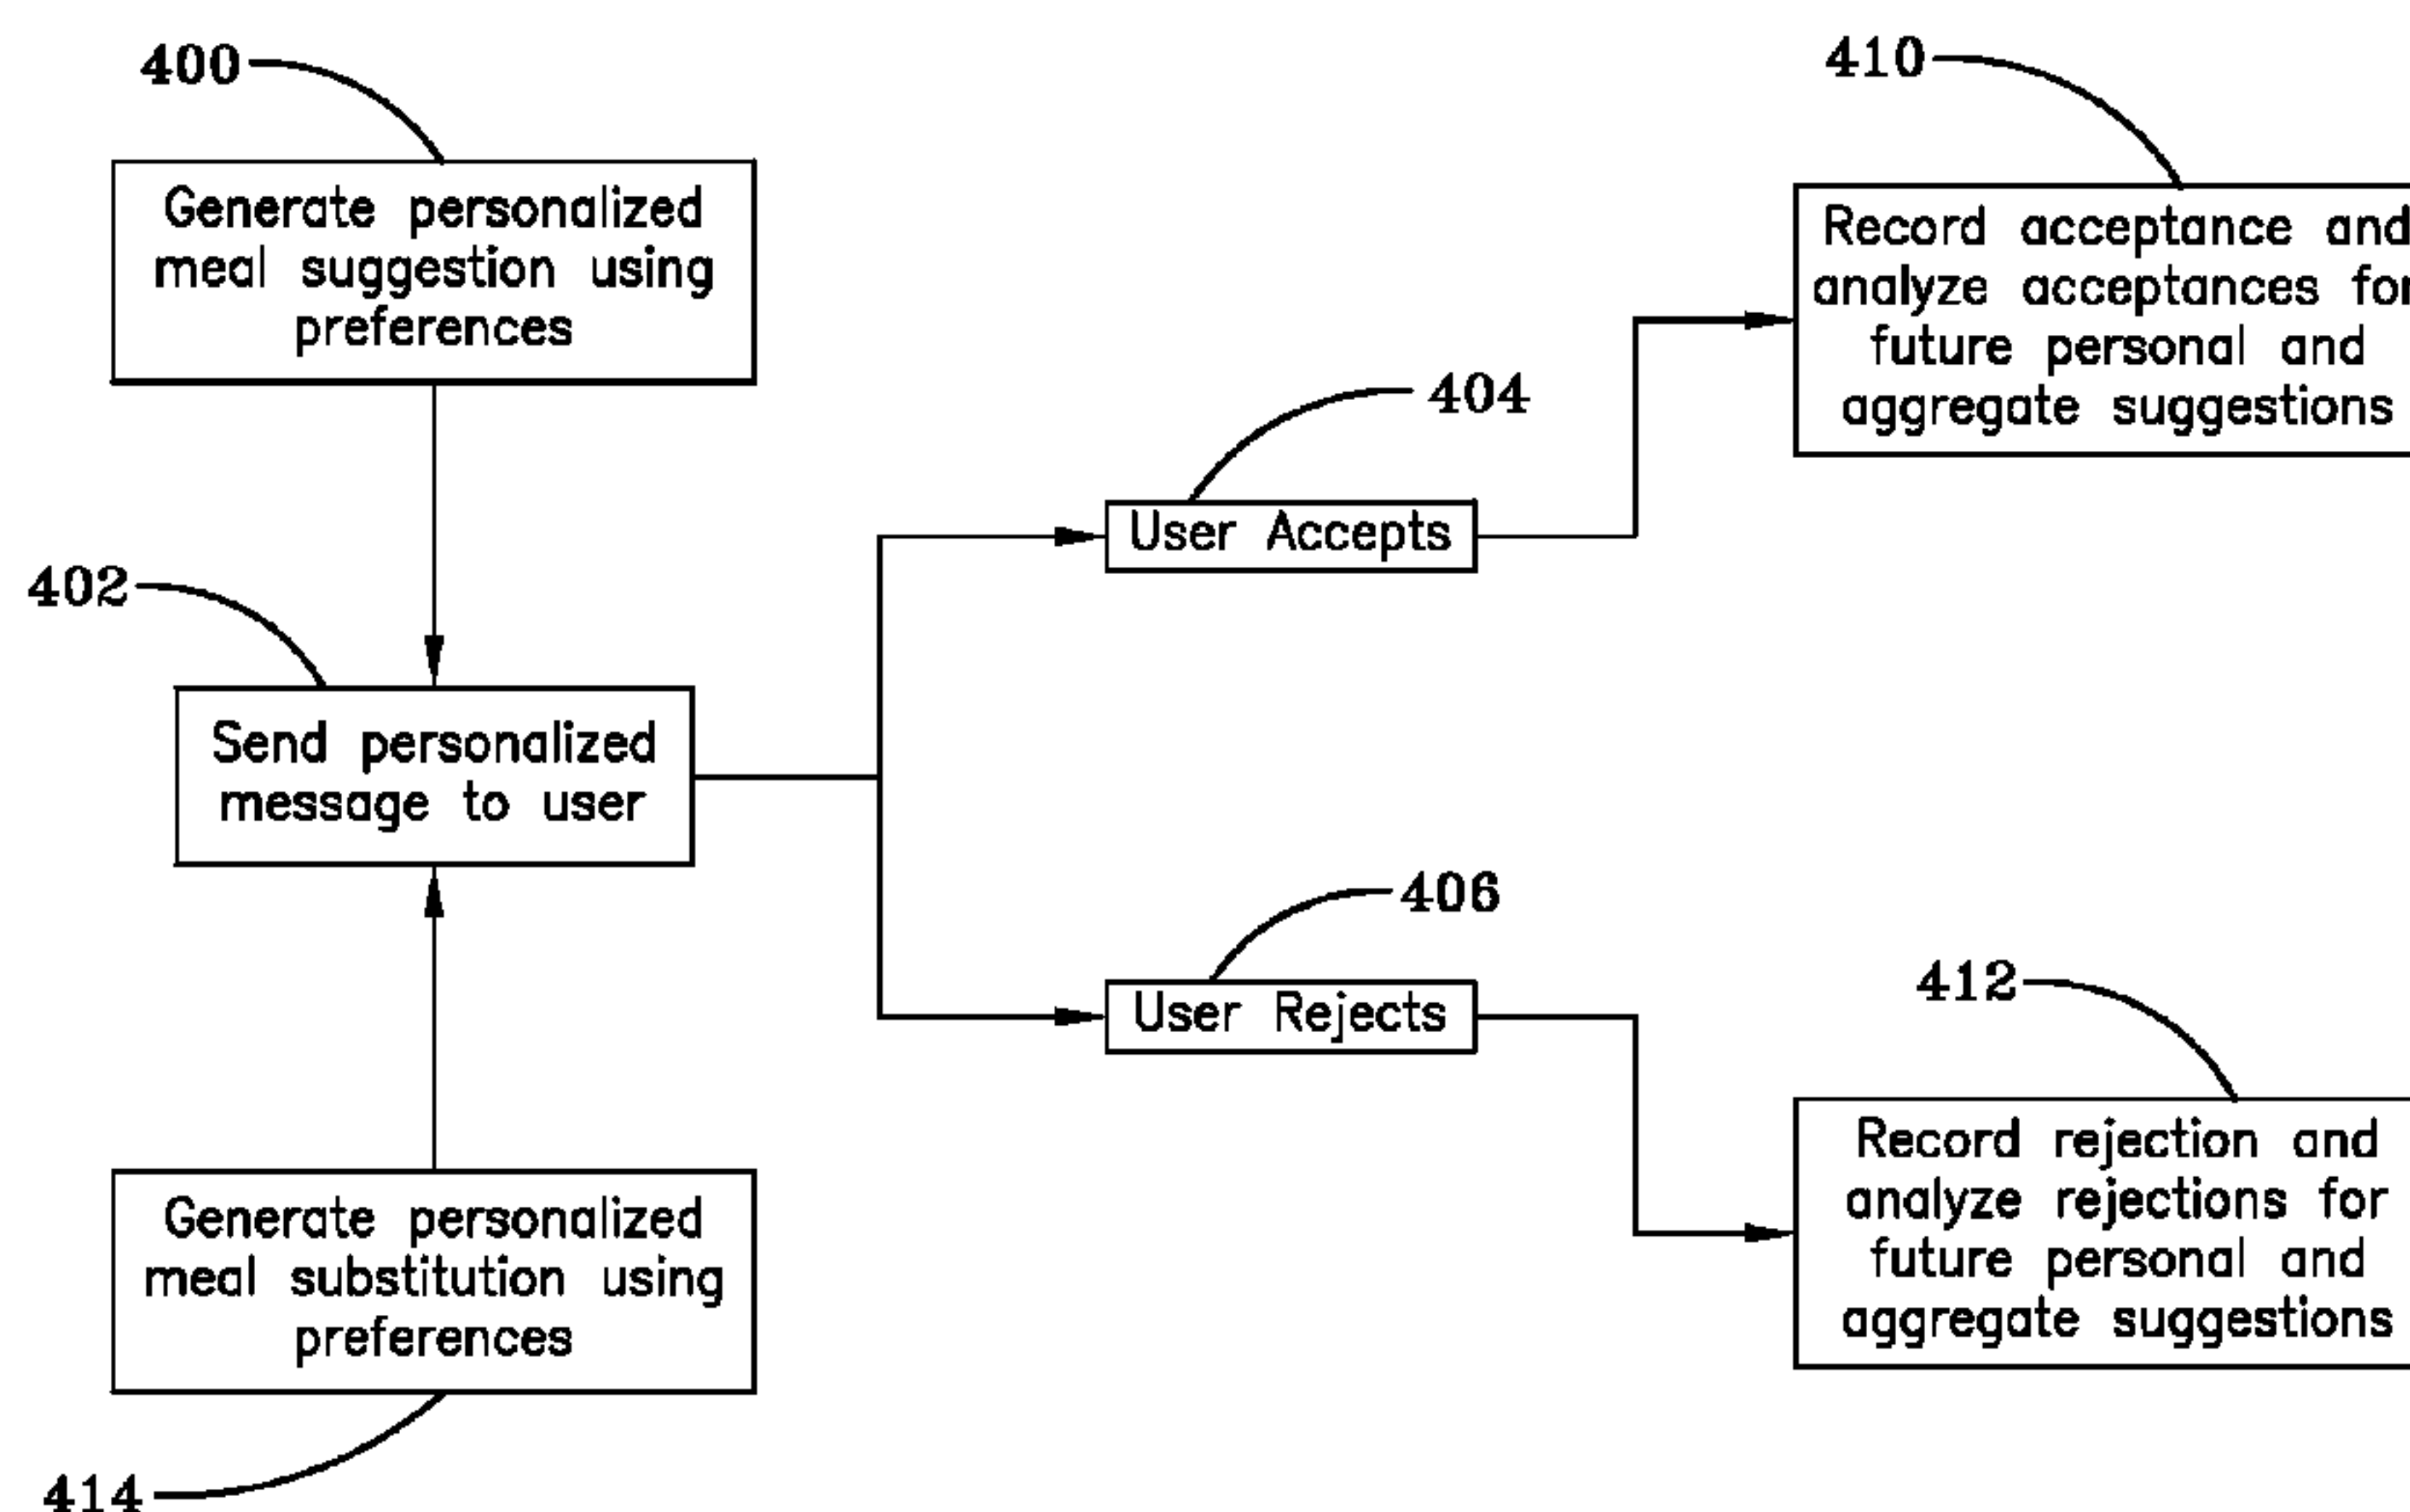 400
Generate personalized
meal suggestion using
preferences
402
Send personalized
message to user
Generate personalized
meal substitution using
preferences
414
404
User Accepts
406
User Rejects
410
Record acceptance and
analyze acceptances for
future personal and
aggregate suggestions
412
Record rejection and
analyze rejections for
future personal and
aggregate suggestions